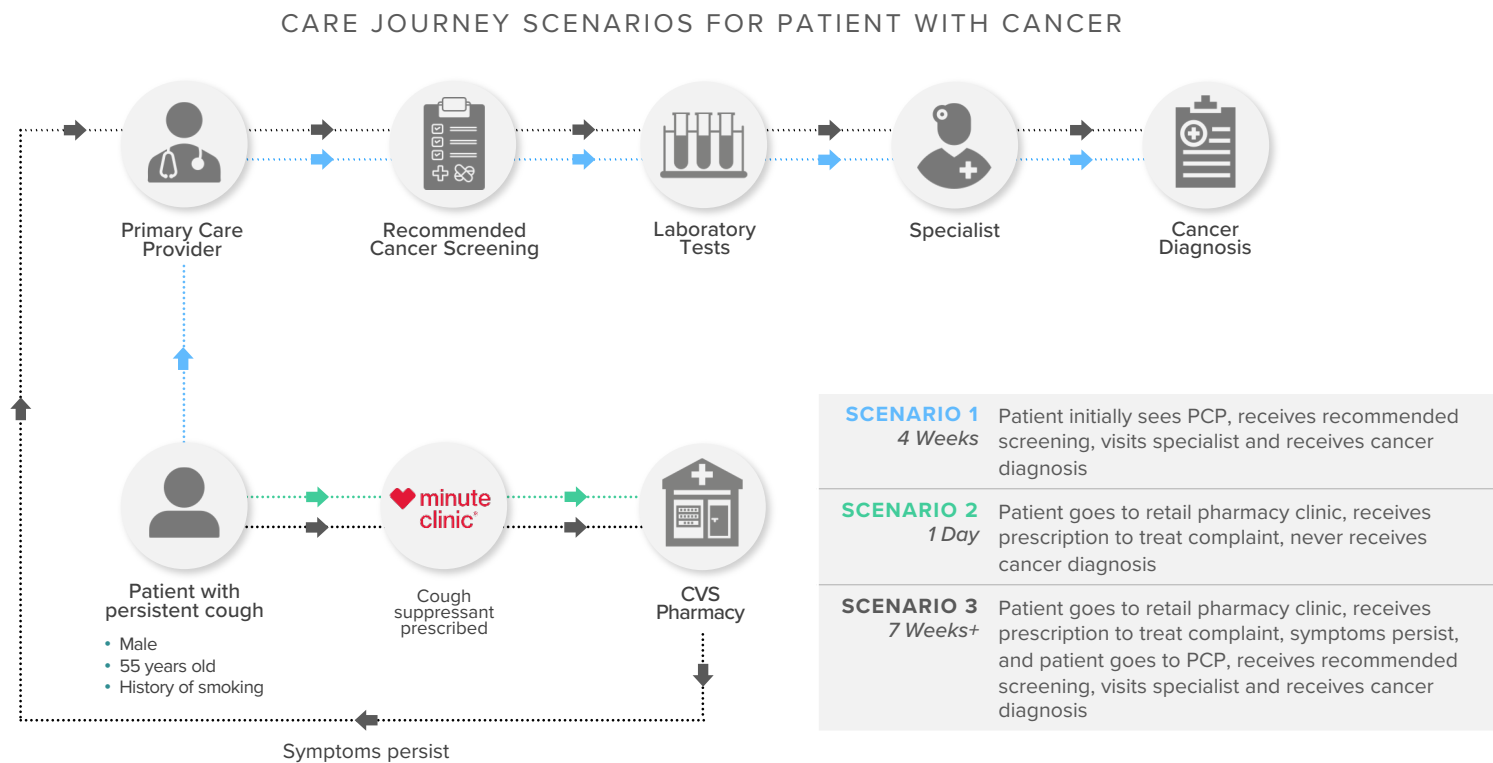 CARE JOURNEY SCENARIOS FOR PATIENT WITH CANCER
Primary Care
Provider
Recommended
Cancer Screening
Laboratory
Tests
Specialist
Cancer
Diagnosis
Patient with
persistent cough
• Male
• 55 years old
• History of smoking
minute
clinic®
Cough
suppressant
prescribed
CVS
Pharmacy
Symptoms persist
SCENARIO 1
4 Weeks
Patient initially sees PCP, receives recommended
screening, visits specialist and receives cancer
diagnosis
SCENARIO 2
1 Day
Patient goes to retail pharmacy clinic, receives
prescription to treat complaint, never receives
cancer diagnosis
SCENARIO 3
7 Weeks+
Patient goes to retail pharmacy clinic, receives
prescription to treat complaint, symptoms persist,
and patient goes to PCP, receives recommended
screening, visits specialist and receives cancer
diagnosis